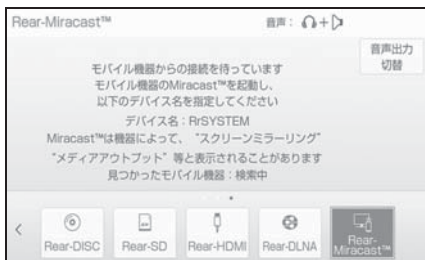 Rear-Miracast™
音声：
音声出力
切替
モバイル機器からの接続を待っています
モバイル機器のMiracast™を起動し、
以下のデバイス名を指定してください
デバイス名：RrSYSTEM
Miracast™は機器によって、“スクリーンミラーリング”
“メディアアウトプット”等と表示されることがあります
見つかったモバイル機器：検索中
Rear-DISC
Rear-SD
Rear-HDMI
Rear-DLNA
Rear-
Miracast™